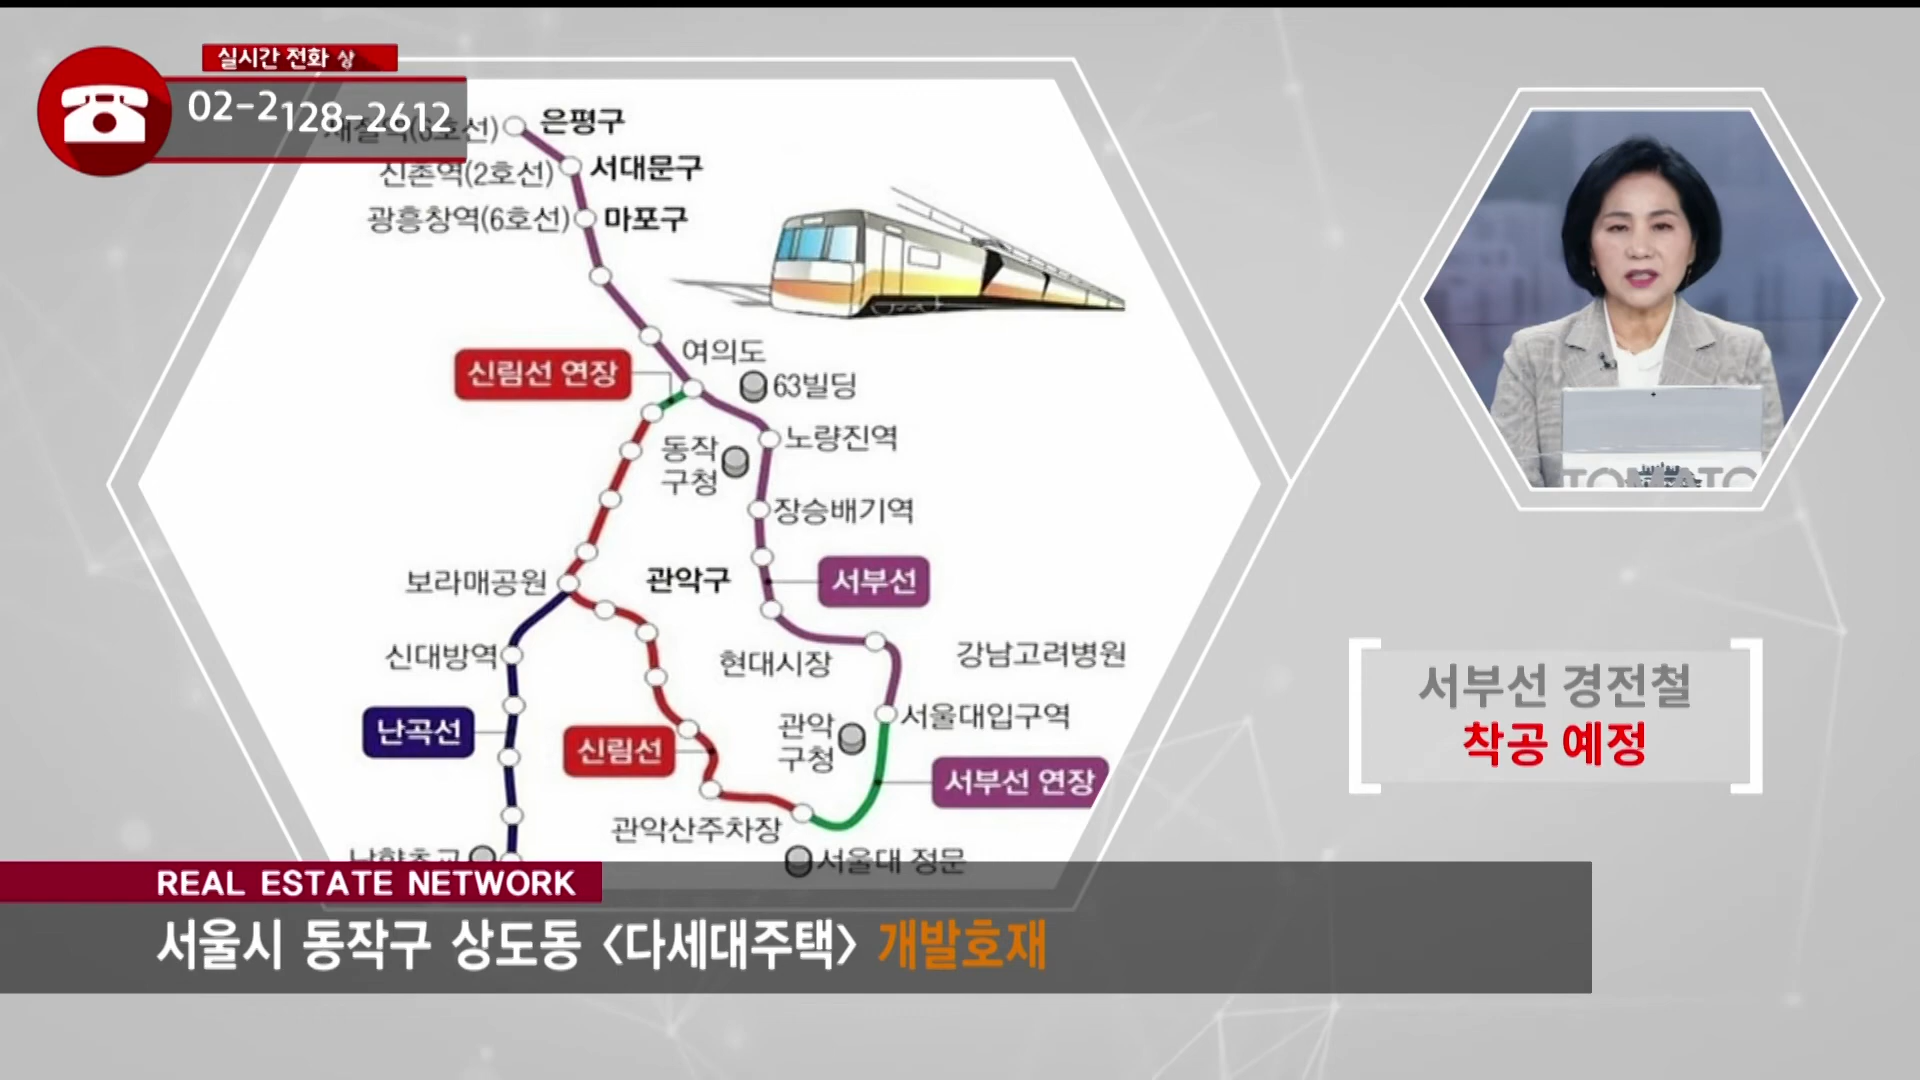 실시간 전화 상
02-2128-2612
은평구
신촌역(2호선) 서대문구
광흥창역(6호선) 마포구
여의도
신림선 연장
63빌딩
노량진역
동작
구청
장승배기역
보라매공원
관악구
서부선
신대방역
현대시장
강남고려병원
난곡선
신림선
관악
구청
서울대입구역
서부선 연장
관악산주차장
서울대 정문
TOMATO
서부선 경전철
착공 예정
REAL ESTATE NETWORK
서울시 동작구 상도동 <다세대주택> 개발호재